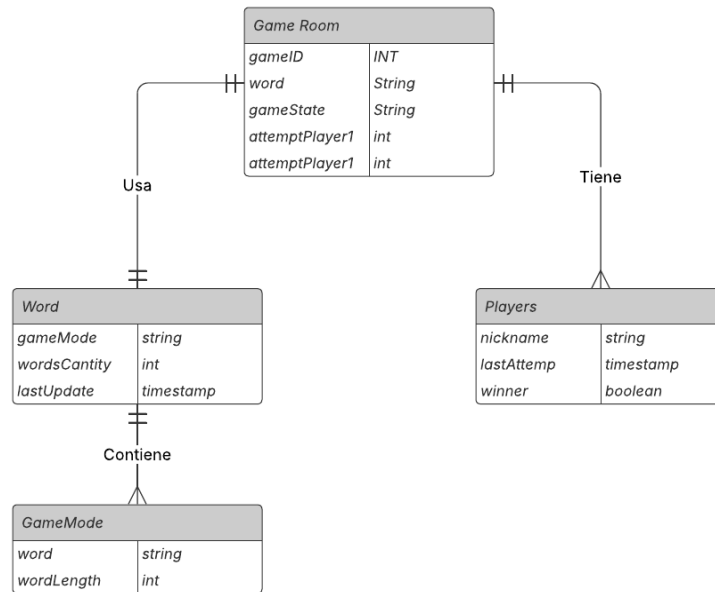 Game Room
gameID INT
word String
gameState String
attemptPlayer1 int
attemptPlayer1 int
Usa
Tiene
Word
gameMode string
wordsCantity int
lastUpdate timestamp
Players
nickname string
lastAttemp timestamp
winner boolean
Contiene
GameMode
word string
wordLength int